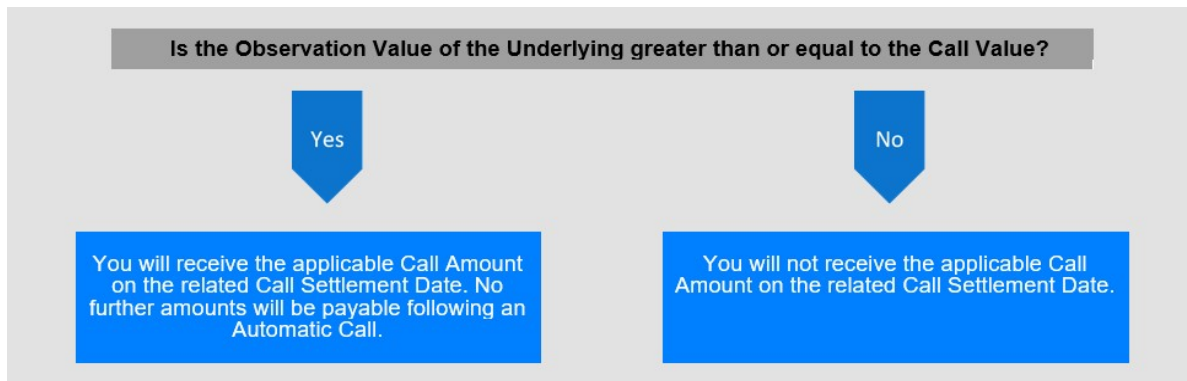 Is the Observation Value of the Underlying greater than or equal to the Call Value?
Yes
No
You will receive the applicable Call Amount
on the related Call Settlement Date. No
further amounts will be payable following an
Automatic Call.
You will not receive the applicable Call
Amount on the related Call Settlement Date.